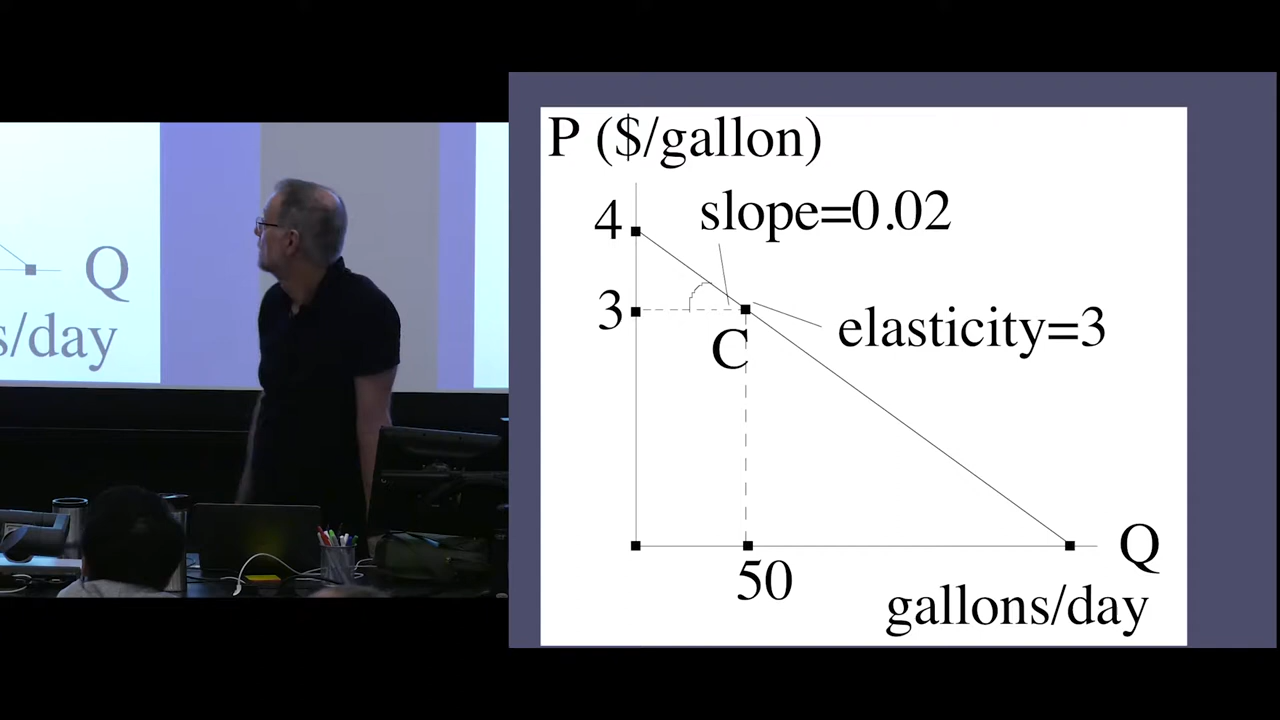 P ($/gallon)
4
slope=0.02
3
elasticity=3
C
Q
50
gallons/day
Q
s/day